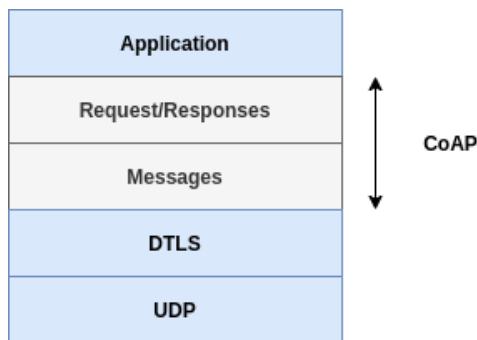 Application
Request/Responses
CoAP
Messages
DTLS
UDP